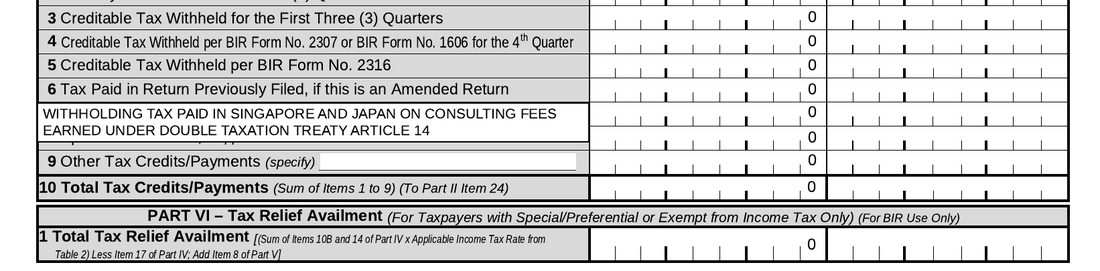 3 Creditable Tax Withheld for the First Three (3) Quarters 0
4 Creditable Tax Withheld per BIR Form No. 2307 or BIR Form No. 1606 for the 4th Quarter 0
5 Creditable Tax Withheld per BIR Form No. 2316 0
6 Tax Paid in Return Previously Filed, if this is an Amended Return 0
WITHHOLDING TAX PAID IN SINGAPORE AND JAPAN ON CONSULTING FEES 0
EARNED UNDER DOUBLE TAXATION TREATY ARTICLE 14 0
9 Other Tax Credits/Payments (specify) 0
10 Total Tax Credits/Payments (Sum of Items 1 to 9) (To Part II Item 24) 0
PART VI – Tax Relief Availment (For Taxpayers with Special/Preferential or Exempt from Income Tax Only) (For BIR Use Only)
1 Total Tax Relief Availment [(Sum of Items 10B and 14 of Part IV x Applicable Income Tax Rate from 0
Table 2) Less Item 17 of Part IV; Add Item 8 of Part V]